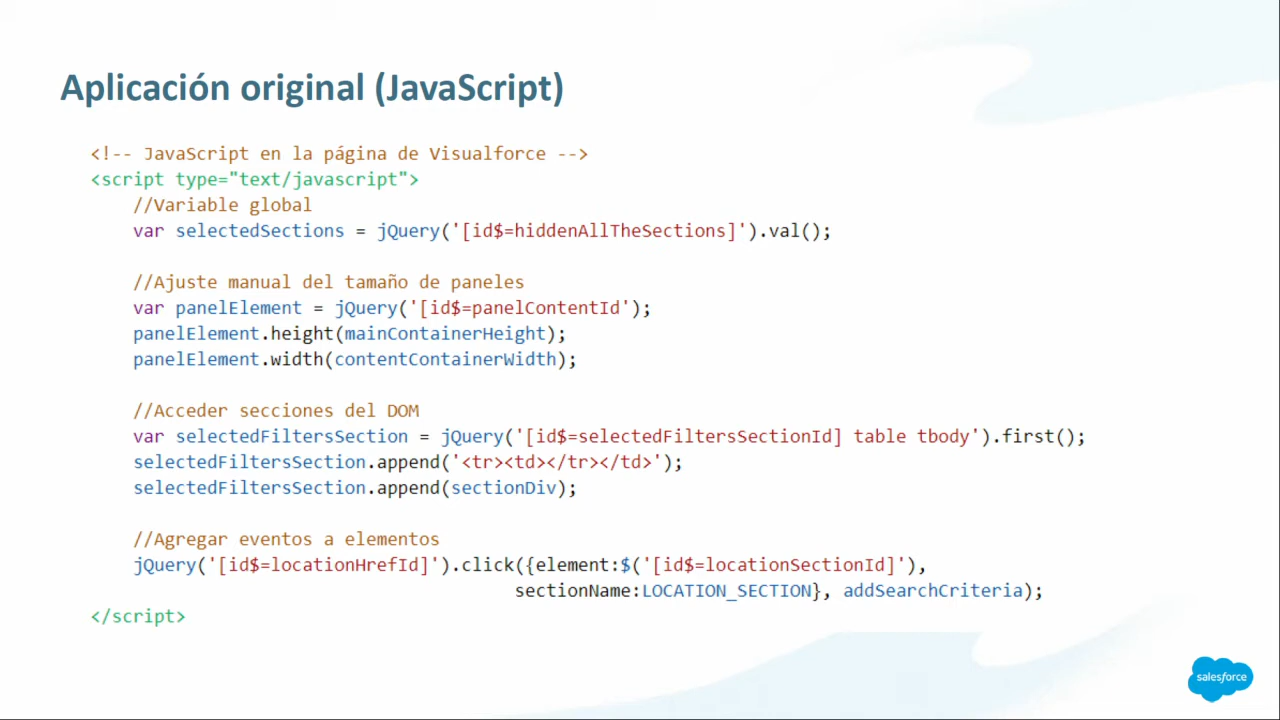 Aplicación original (JavaScript)
<!-- JavaScript en la página de Visualforce -->
<script type="text/javascript">
//Variable global
var selectedSections = jQuery('[id$=hiddenAllTheSections]').val();
//Ajuste manual del tamaño de paneles
var panelElement = jQuery('[id$=panelContentId');
panelElement.height(mainContainerHeight);
panelElement.width(contentContainerWidth);
//Acceder secciones del DOM
var selectedFiltersSection = jQuery('[id$=selectedFiltersSectionId] table tbody').first();
selectedFiltersSection.append('<tr><td></tr></td>');
selectedFiltersSection.append(sectionDiv);
//Agregar eventos a elementos
jQuery('[id$=locationHrefId]').click({element:$('[id$=locationSectionId]'),
sectionName:LOCATION_SECTION}, addSearchCriteria);
</script>
salesforce